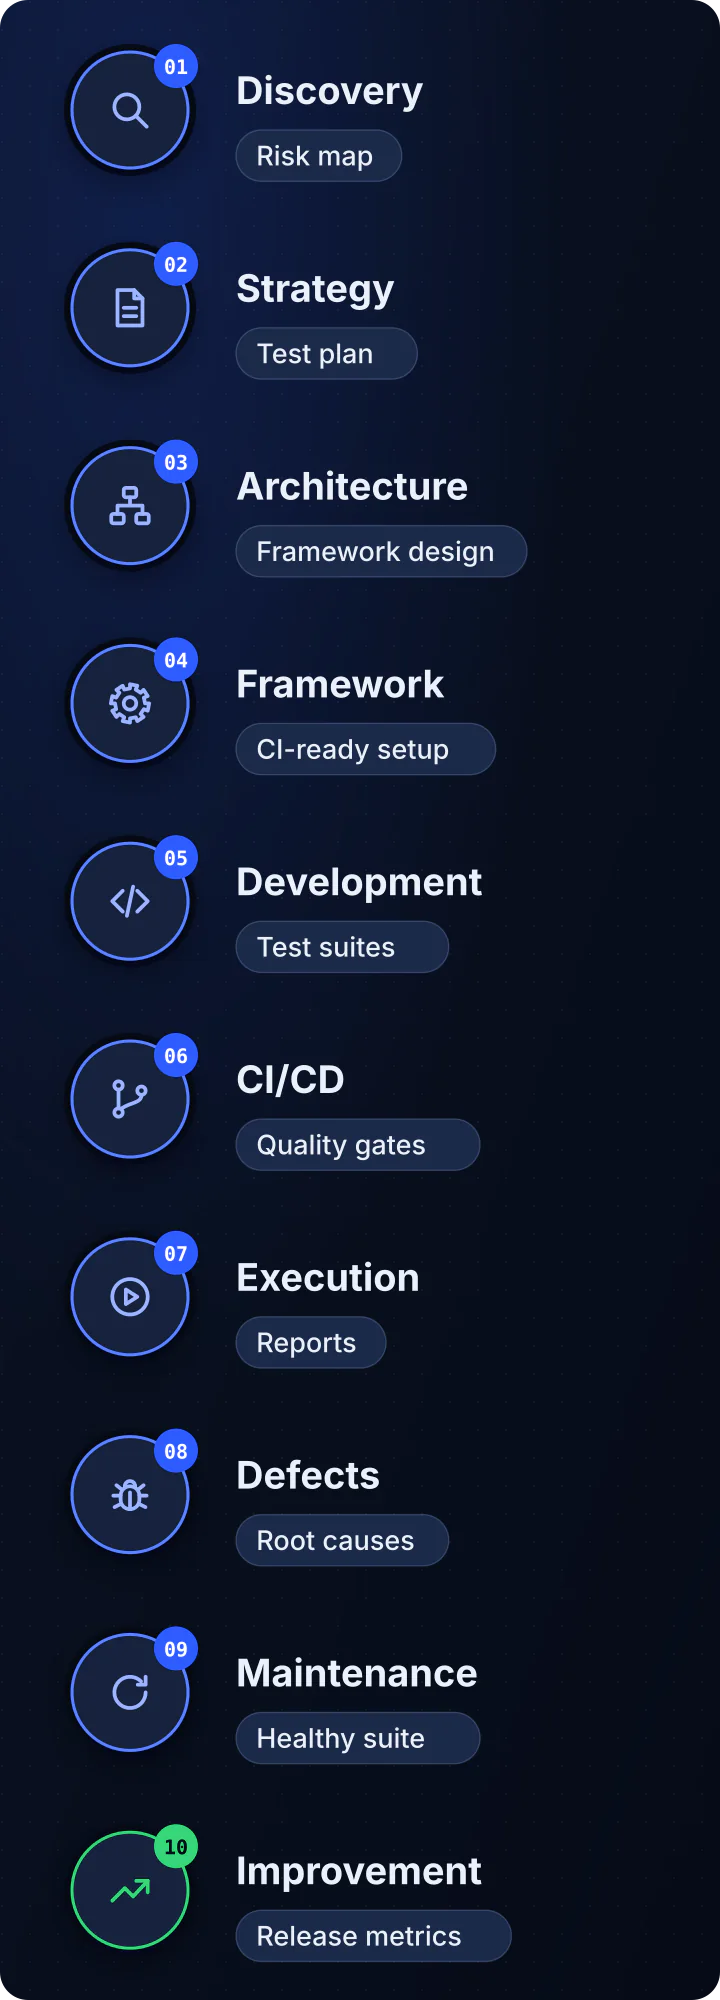 01
Discovery
Risk map
02
Strategy
Test plan
03
Architecture
Framework design
04
Framework
CI-ready setup
05
Development
Test suites
06
CI/CD
Quality gates
07
Execution
Reports
08
Defects
Root causes
09
Maintenance
Healthy suite
10
Improvement
Release metrics